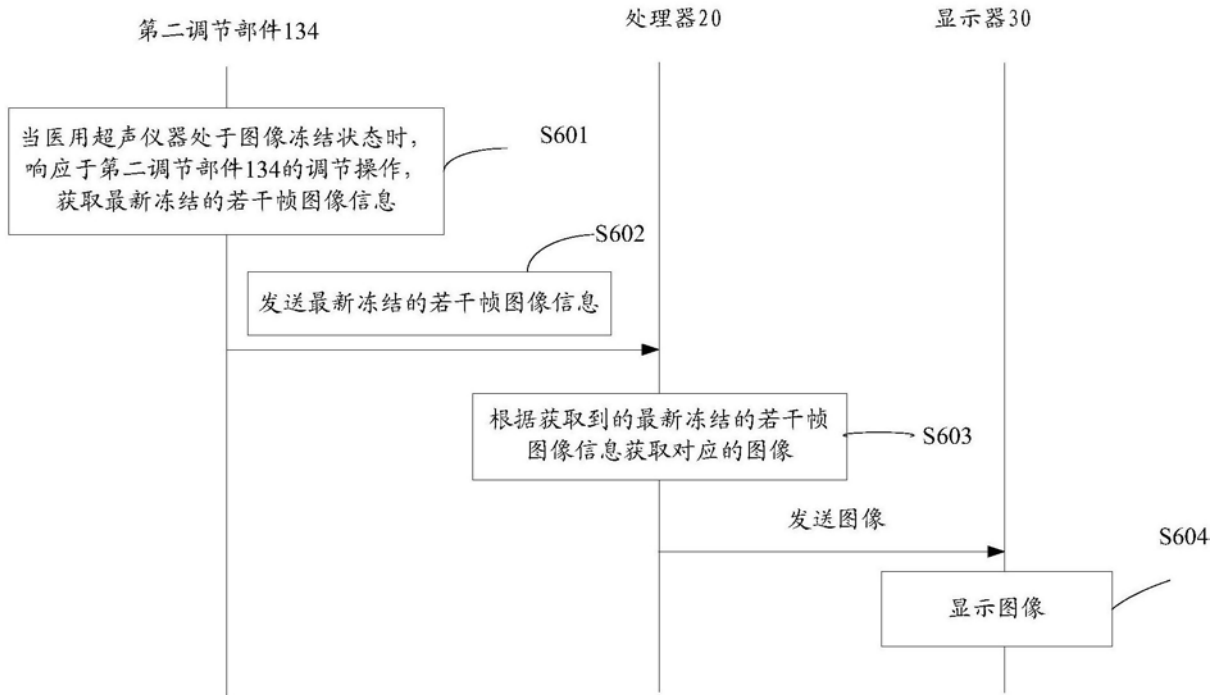 第二调节部件134
处理器20
显示器30
当医用超声仪器处于图像冻结状态时，
响应于第二调节部件134的调节操作，
获取最新冻结的若干帧图像信息
S601
S602
发送最新冻结的若干帧图像信息
根据获取到的最新冻结的若干帧
图像信息获取对应的图像
S603
发送图像
S604
显示图像